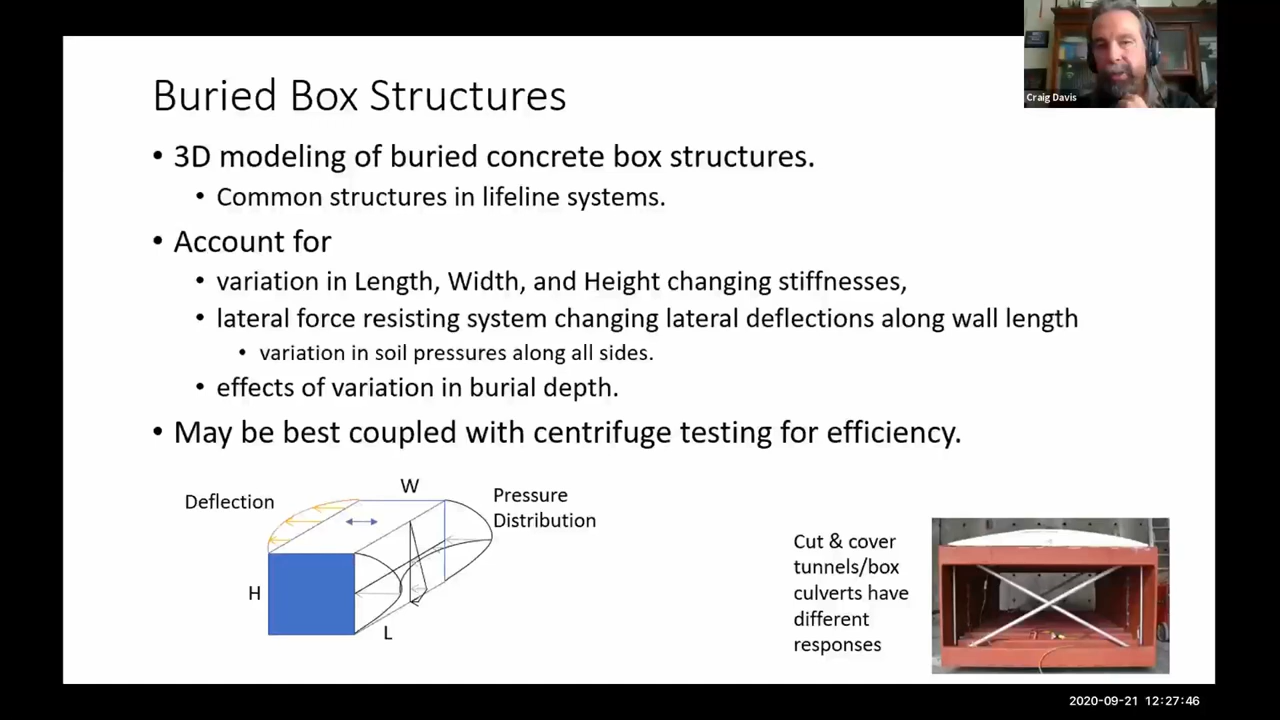 Craig Davis
Buried Box Structures
• 3D modeling of buried concrete box structures.
• Common structures in lifeline systems.
• Account for
• variation in Length, Width, and Height changing stiffnesses,
• lateral force resisting system changing lateral deflections along wall length
• variation in soil pressures along all sides.
• effects of variation in burial depth.
• May be best coupled with centrifuge testing for efficiency.
Deflection
W
Pressure
Distribution
H
L
Cut & cover
tunnels/box
culverts have
different
responses
2020-09-21 12:27:46